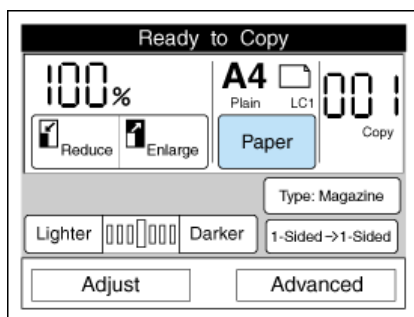 Ready to Copy
100%
A4
Plain LC1
001
Copy
Reduce Enlarge
Paper
Type: Magazine
Lighter Darker
1-Sided→1-Sided
Adjust Advanced